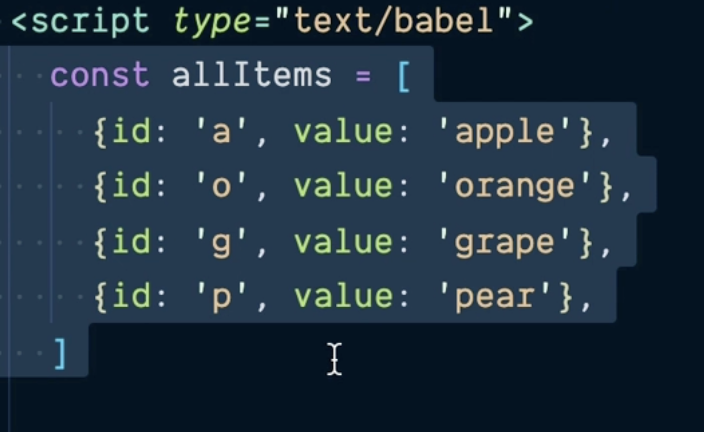 <script type="text/babel">
const allItems = [
{id: 'a', value: 'apple'},
{id: 'o', value: 'orange'},
{id: 'g', value: 'grape'},
{id: 'p', value: 'pear'},
]